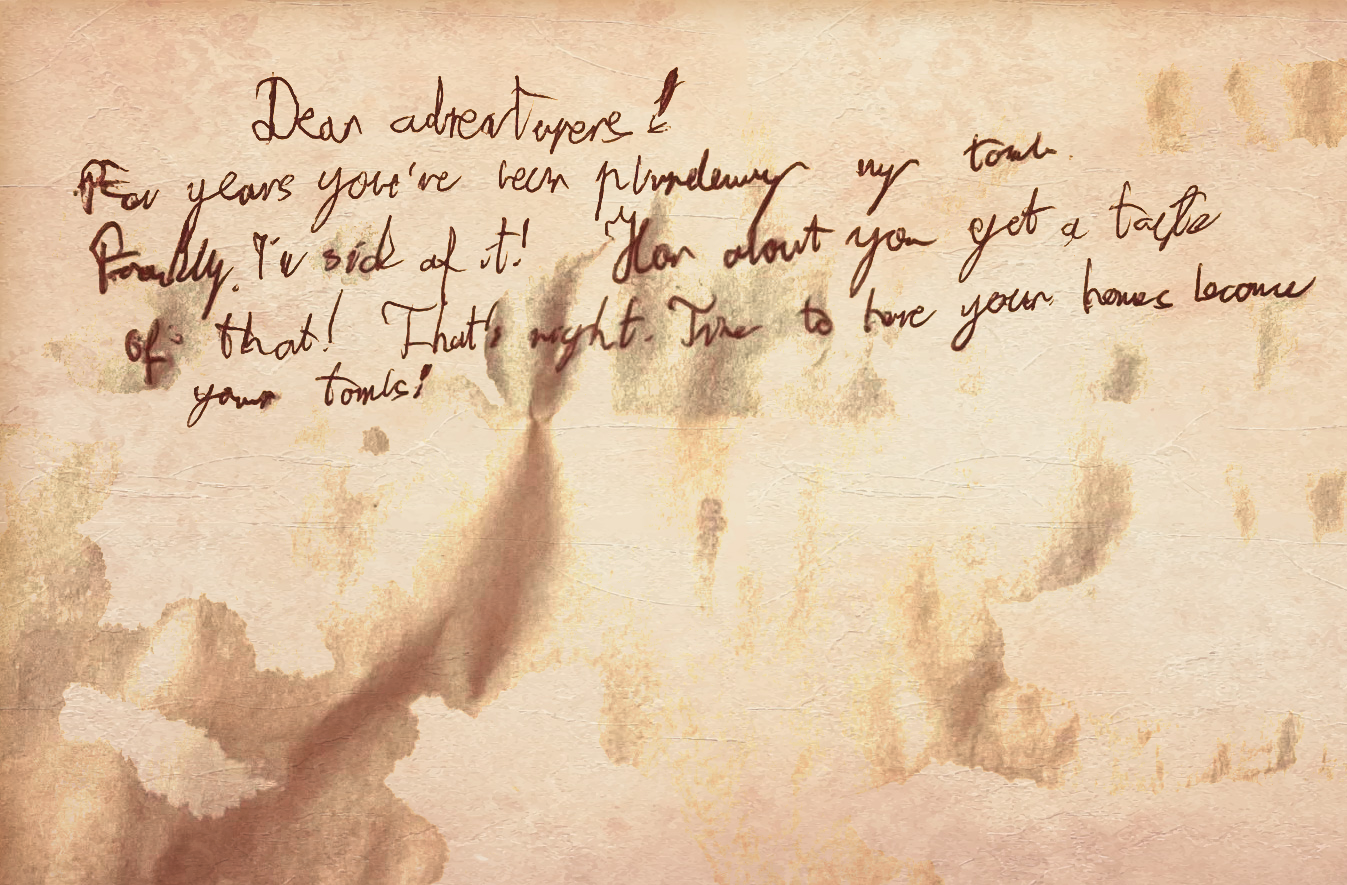 Dear adventurers!
For years you've been plundering my tomb.
Frankly, I'm sick of it! How about you get a taste
of that! That's right. Time to have your homes become
your tombs!